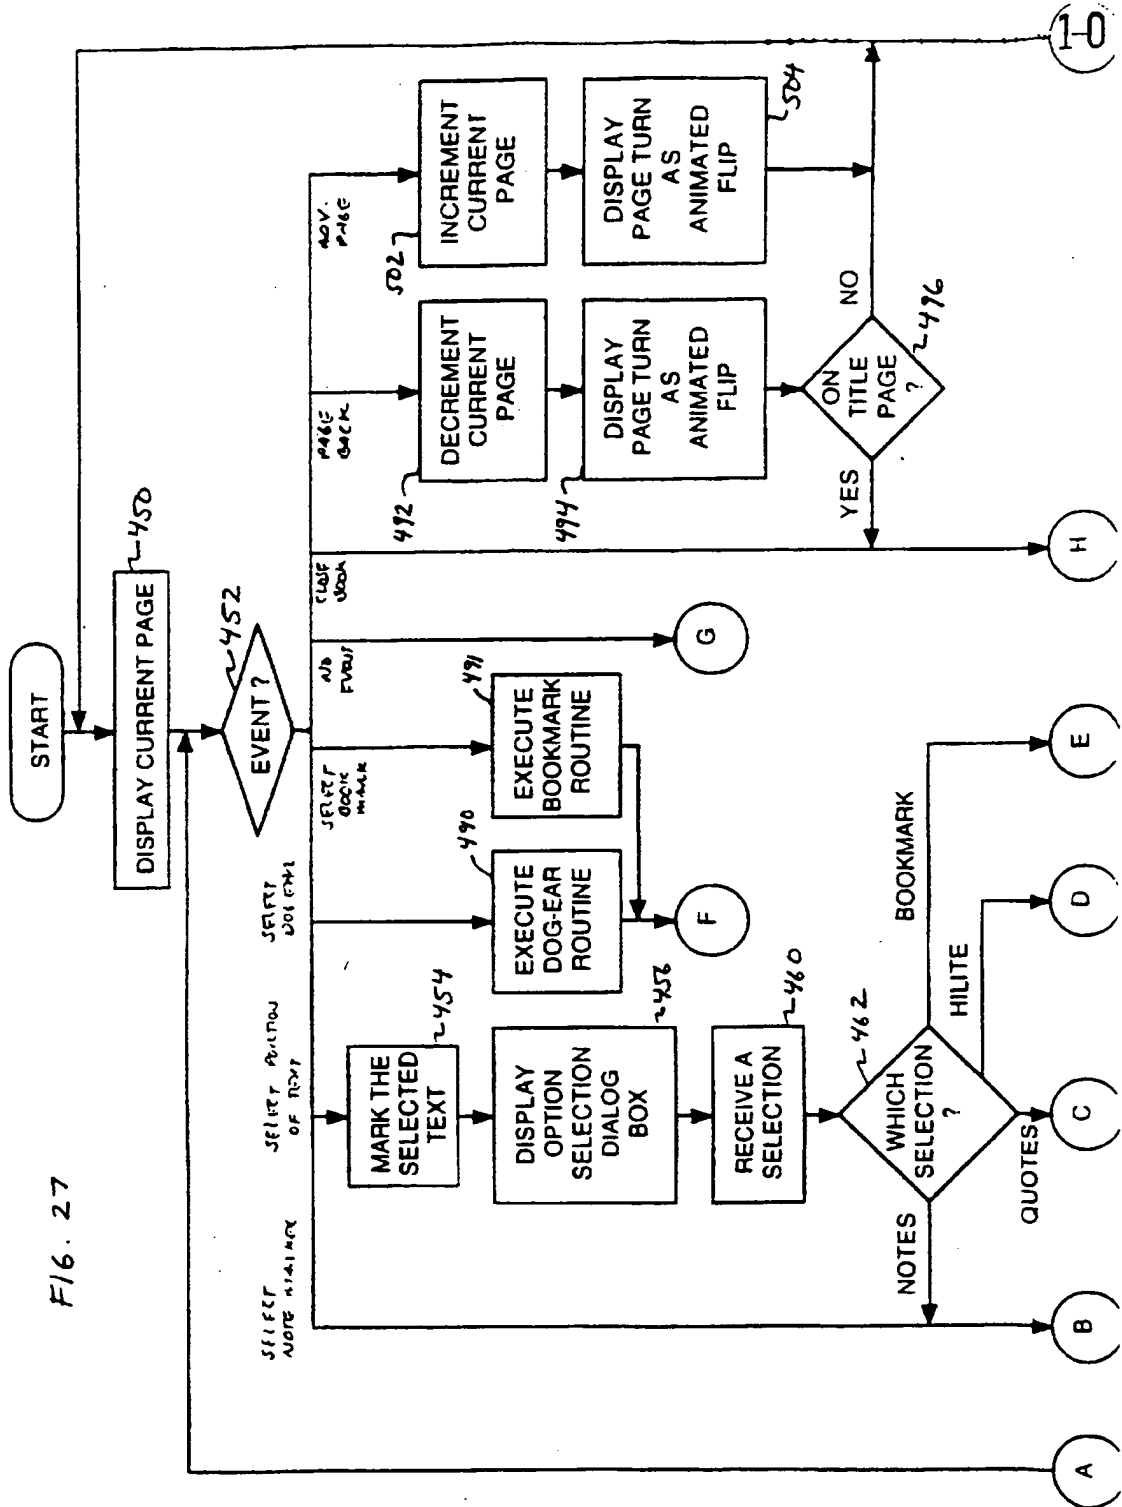 FIG. 27
START
DISPLAY CURRENT PAGE
450
EVENT?
452
SELECT
NOTE MARKER
SELECT PORTION
OF TEXT
SELECT
DOG EAR
SELECT
BOOK
MARK
NO
EVENT
CLOSE
BOOK
PAGE
BACK
ADV.
PAGE
MARK THE
SELECTED
TEXT
454
DISPLAY
OPTION
SELECTION
DIALOG
BOX
456
RECEIVE A
SELECTION
460
WHICH
SELECTION
?
462
NOTES
QUOTES
HILITE
BOOKMARK
EXECUTE
DOG-EAR
ROUTINE
490
EXECUTE
BOOKMARK
ROUTINE
491
F
G
DECREMENT
CURRENT
PAGE
492
DISPLAY
PAGE TURN
AS
ANIMATED
FLIP
494
ON
TITLE
PAGE
?
496
YES
NO
INCREMENT
CURRENT
PAGE
502
DISPLAY
PAGE TURN
AS
ANIMATED
FLIP
504
A
B
C
D
E
H
1-0